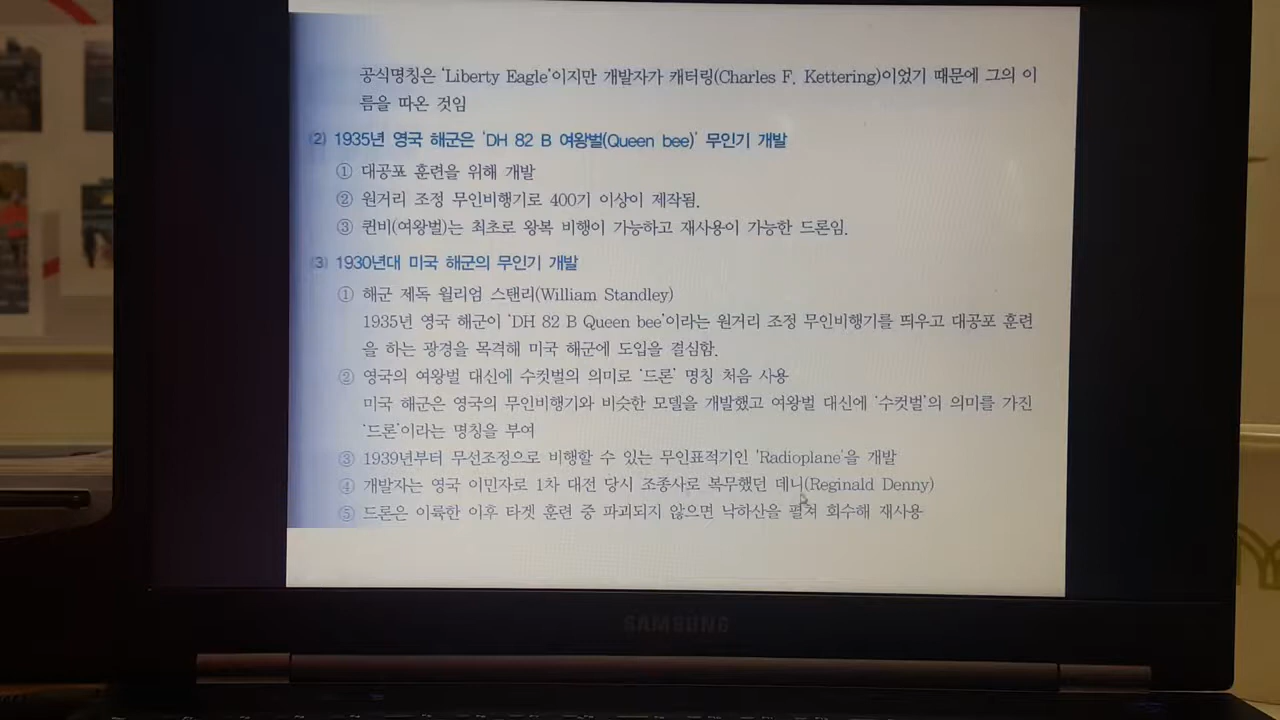 공식명칭은 ‘Liberty Eagle’이지만 개발자가 캐터링(Charles F. Kettering)이었기 때문에 그의 이
름을 따온 것임
(2) 1935년 영국 해군은 ‘DH 82 B 여왕벌(Queen bee)’ 무인기 개발
① 대공포 훈련을 위해 개발
② 원거리 조정 무인비행기로 400기 이상이 제작됨.
③ 퀸비(여왕벌)는 최초로 왕복 비행이 가능하고 재사용이 가능한 드론임.
(3) 1930년대 미국 해군의 무인기 개발
① 해군 제독 윌리엄 스탠리(William Standley)
1935년 영국 해군이 ‘DH 82 B Queen bee’이라는 원거리 조정 무인비행기를 띄우고 대공포 훈련
을 하는 광경을 목격해 미국 해군에 도입을 결심함.
② 영국의 여왕벌 대신에 수컷벌의 의미로 ‘드론’ 명칭 처음 사용
미국 해군은 영국의 무인비행기와 비슷한 모델을 개발했고 여왕벌 대신에 ‘수컷벌’의 의미를 가진
‘드론’이라는 명칭을 부여
③ 1939년부터 무선조정으로 비행할 수 있는 무인표적기인 ‘Radioplane’을 개발
④ 개발자는 영국 이민자로 1차 대전 당시 조종사로 복무했던 데니(Reginald Denny)
⑤ 드론은 이륙한 이후 타겟 훈련 중 파괴되지 않으면 낙하산을 펼쳐 회수해 재사용
SAMSUNG